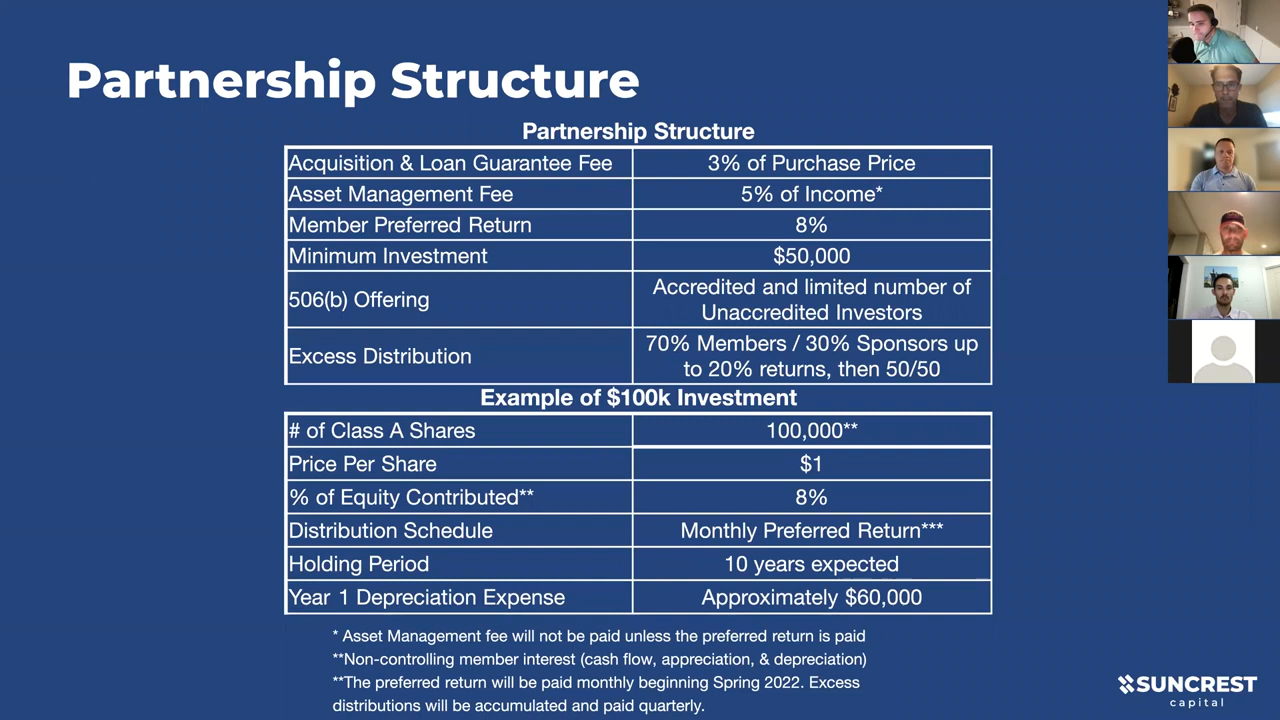 Partnership Structure
Partnership Structure
Acquisition & Loan Guarantee Fee 3% of Purchase Price
Asset Management Fee 5% of Income*
Member Preferred Return 8%
Minimum Investment $50,000
506(b) Offering Accredited and limited number of
Unaccredited Investors
Excess Distribution 70% Members / 30% Sponsors up
to 20% returns, then 50/50
Example of $100k Investment
# of Class A Shares 100,000**
Price Per Share $1
% of Equity Contributed** 8%
Distribution Schedule Monthly Preferred Return***
Holding Period 10 years expected
Year 1 Depreciation Expense Approximately $60,000
* Asset Management fee will not be paid unless the preferred return is paid
**Non-controlling member interest (cash flow, appreciation, & depreciation)
**The preferred return will be paid monthly beginning Spring 2022. Excess
distributions will be accumulated and paid quarterly.
SUNCREST
capital